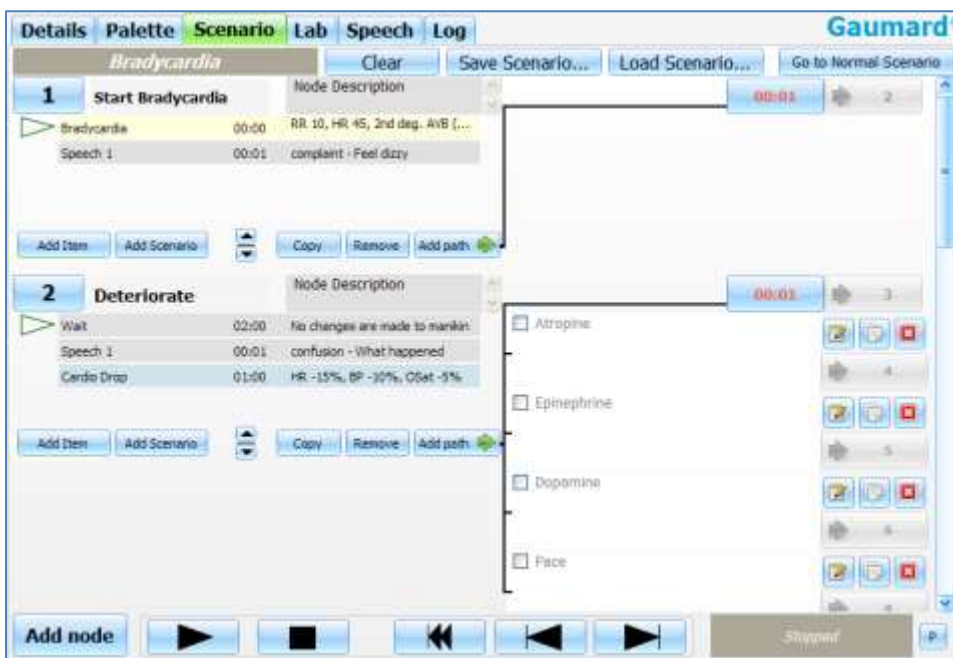 Details Palette Scenario Lab Speech Log Gaumard
Bradycardia Clear Save Scenario... Load Scenario... Go to Normal Scenario
1 Start Bradycardia Node Description 00:01 2
Bradycardia 00:00 RR 10, HR 45, 2nd deg. AVB (...
Speech 1 00:01 complaint - Feel dizzy
Add Item Add Scenario Copy Remove Add path
2 Deteriorate Node Description 00:01 3
Wait 02:00 No changes are made to manikin Atropine
Speech 1 00:01 confusion - What happened
Cardio Drop 01:00 HR -15%, BP -10%, OSat -5% 4
Epinephrine
Add Item Add Scenario Copy Remove Add path 5
Dopamine
6
Pace
Add node Stopped P